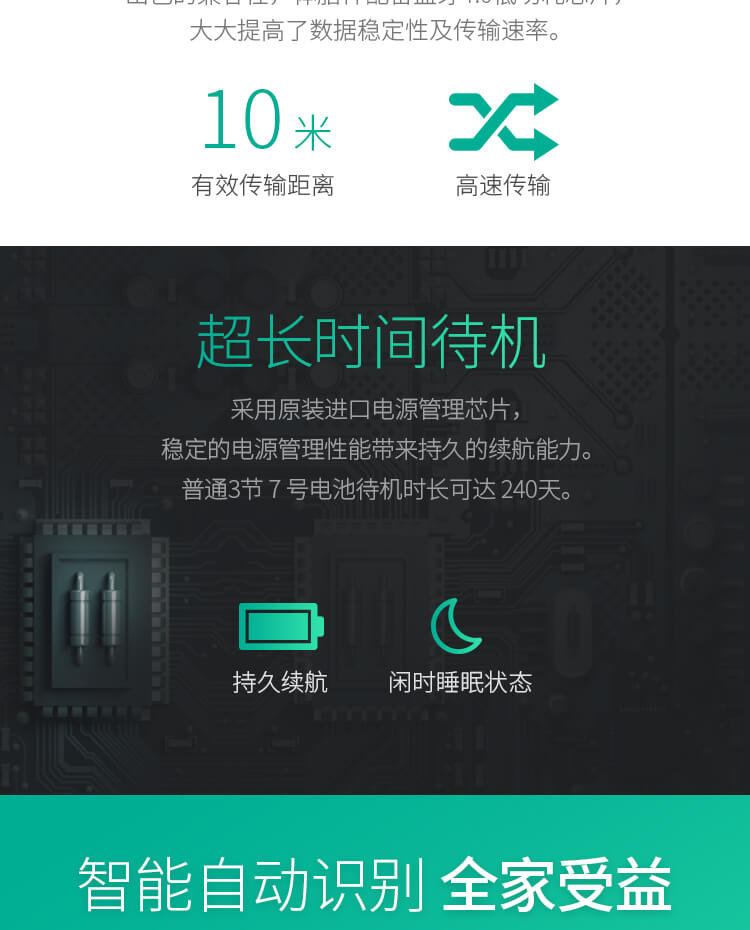 大大提高了数据稳定性及传输速率。
10 米
有效传输距离
高速传输
超长时间待机
采用原装进口电源管理芯片，
稳定的电源管理性能带来持久的续航能力。
普通3节 7 号电池待机时长可达 240天。
持久续航
闲时睡眠状态
智能自动识别 全家受益